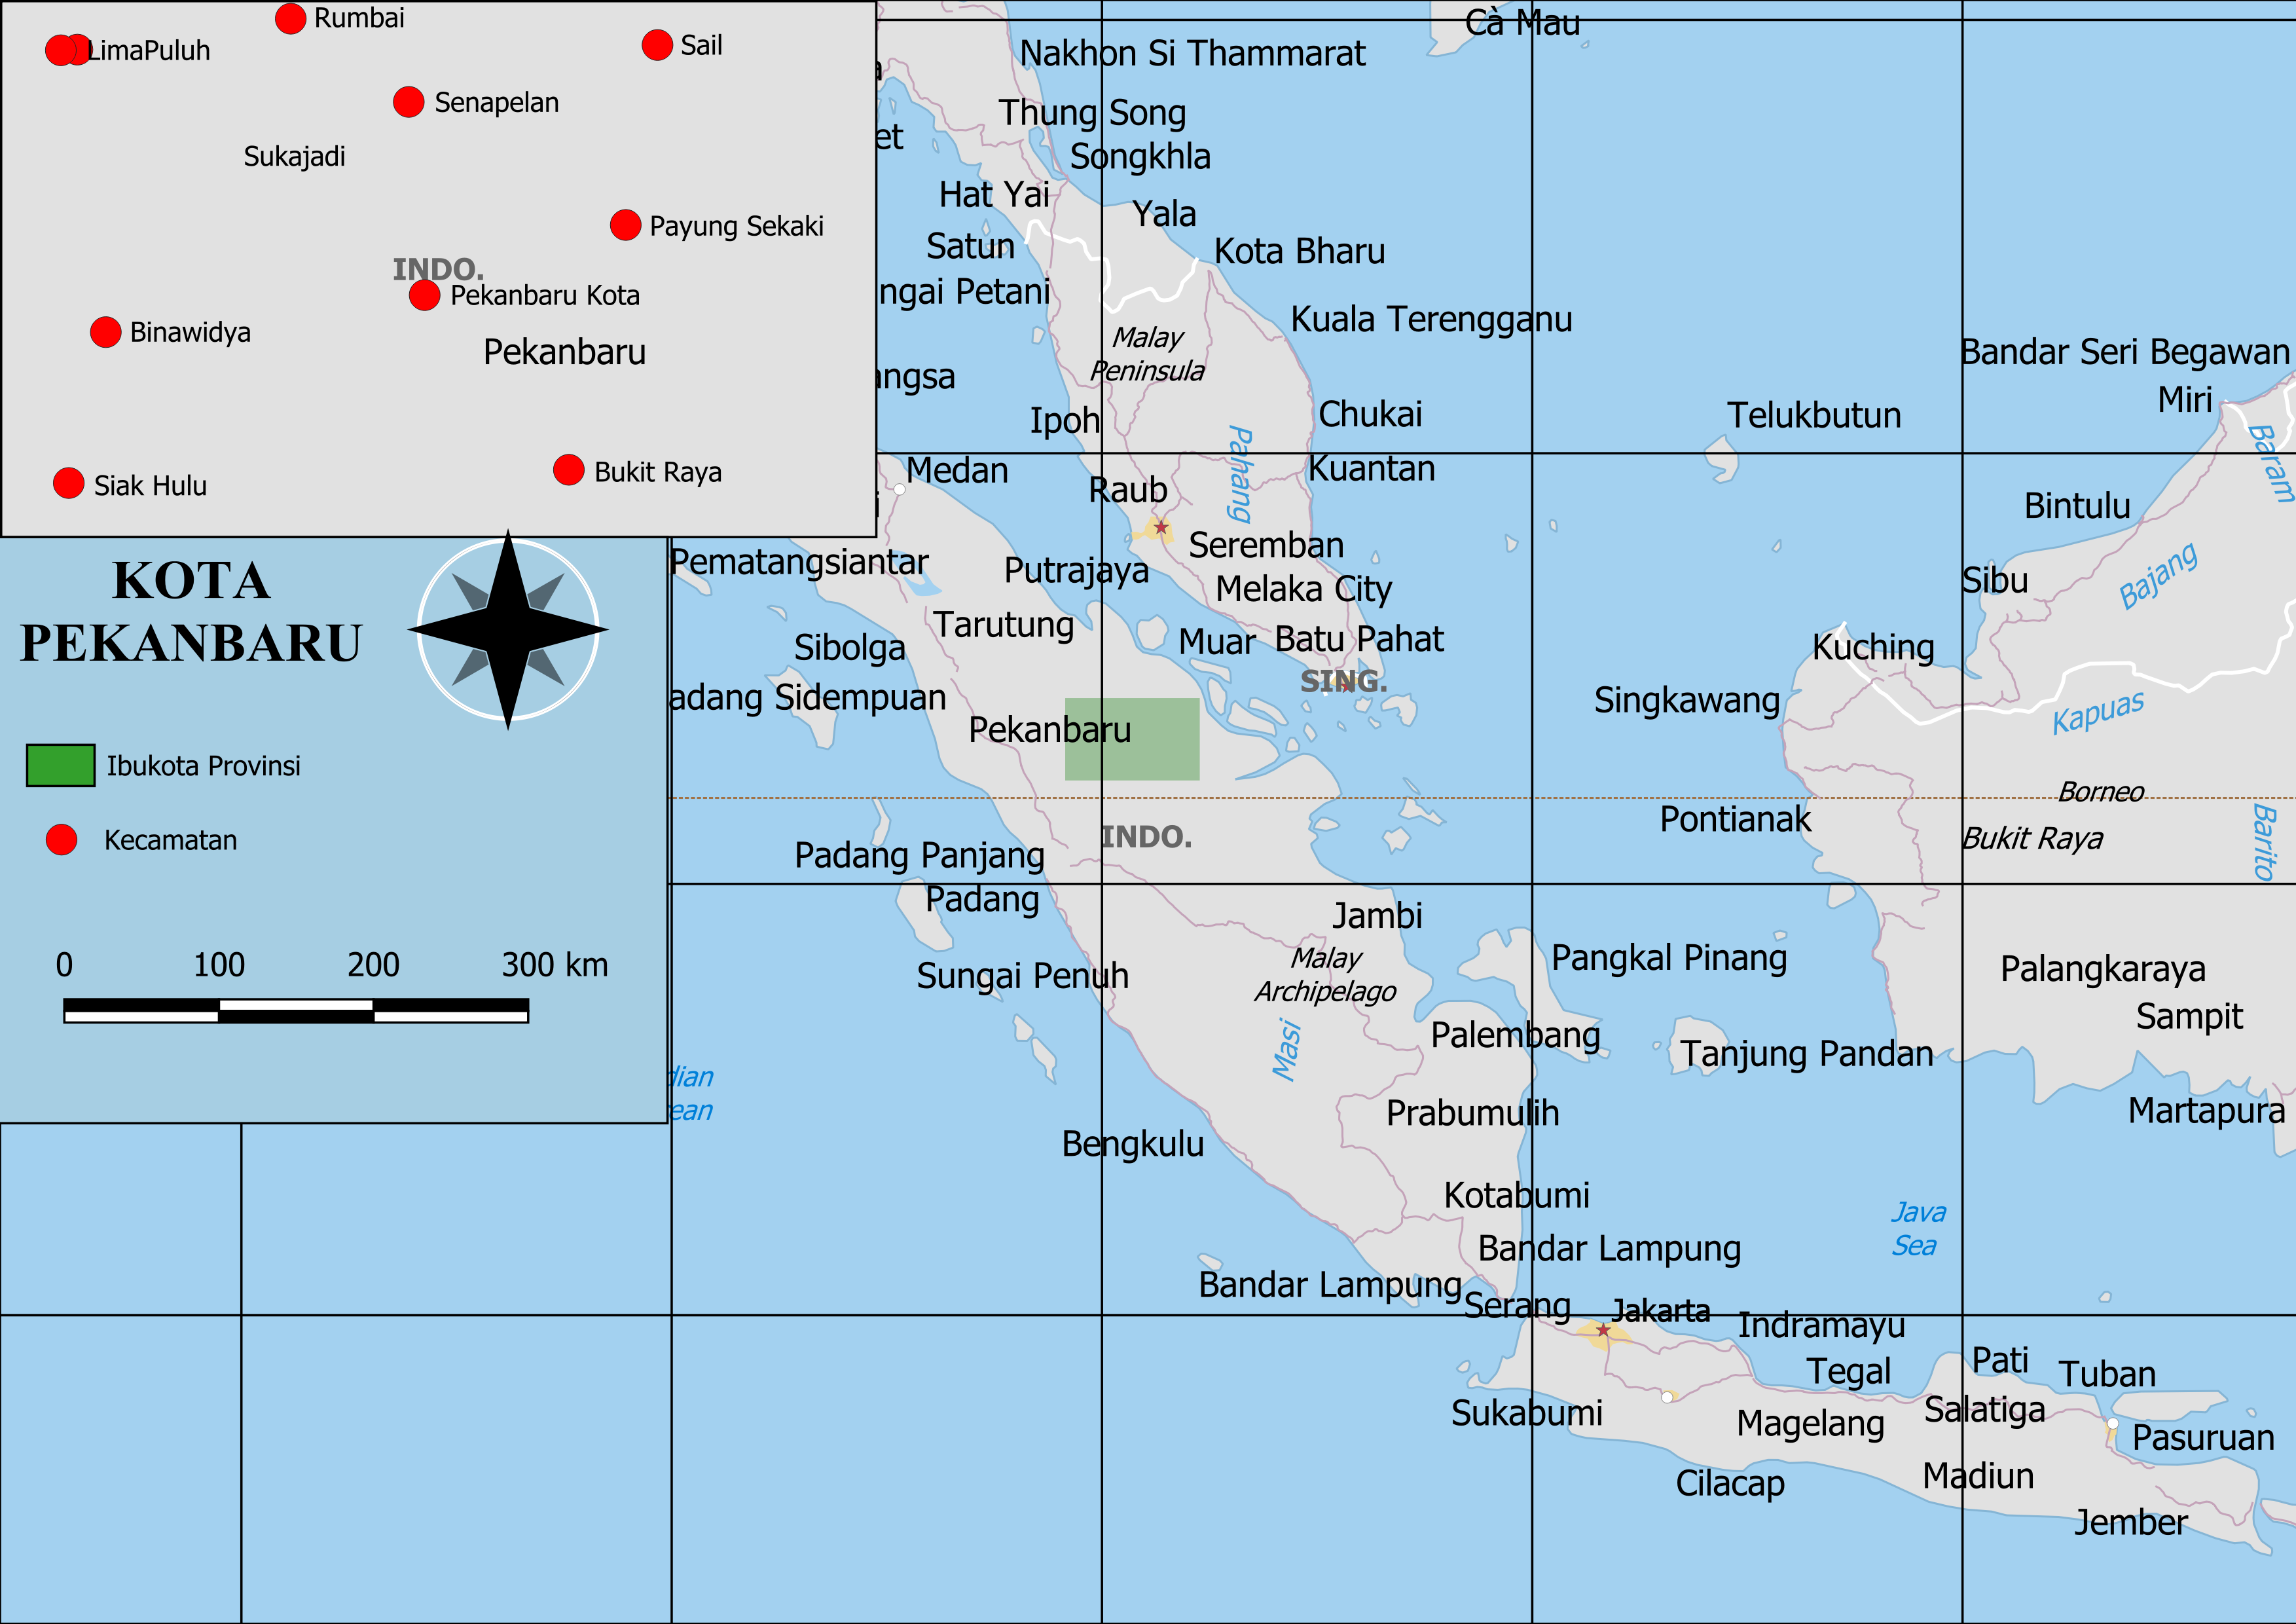 Rumbai
LimaPuluh
Sail
Senapelan
Sukajadi
Payung Sekaki
INDO.
Pekanbaru Kota
Binawidya
Pekanbaru
Siak Hulu
Bukit Raya
KOTA
PEKANBARU
Ibukota Provinsi
Kecamatan
0 100 200 300 km
Cà Mau
Nakhon Si Thammarat
a
Thung Song
et
Songkhla
Hat Yai
Yala
Satun
Kota Bharu
ngai Petani
Kuala Terengganu
Malay
Peninsula
Bandar Seri Begawan
angsa
Miri
Ipoh
Chukai
Telukbutun
Pahang
Baram
Medan
Kuantan
Raub
i
Bintulu
Seremban
Pematangsiantar
Putrajaya
Melaka City
Sibu
Bajang
Tarutung
Sibolga
Muar
Batu Pahat
Kuching
SING.
adang Sidempuan
Singkawang
Kapuas
Pekanbaru
Borneo
Pontianak
INDO.
Bukit Raya
Barito
Padang Panjang
Padang
Jambi
Malay
Archipelago
Pangkal Pinang
Palangkaraya
Sungai Penuh
Sampit
Masi
Palembang
Tanjung Pandan
dian
ean
Prabumulih
Martapura
Bengkulu
Kotabumi
Java
Sea
Bandar Lampung
Bandar Lampung
Serang
Jakarta
Indramayu
Tegal
Pati
Tuban
Sukabumi
Magelang
Salatiga
Pasuruan
Cilacap
Madiun
Jember